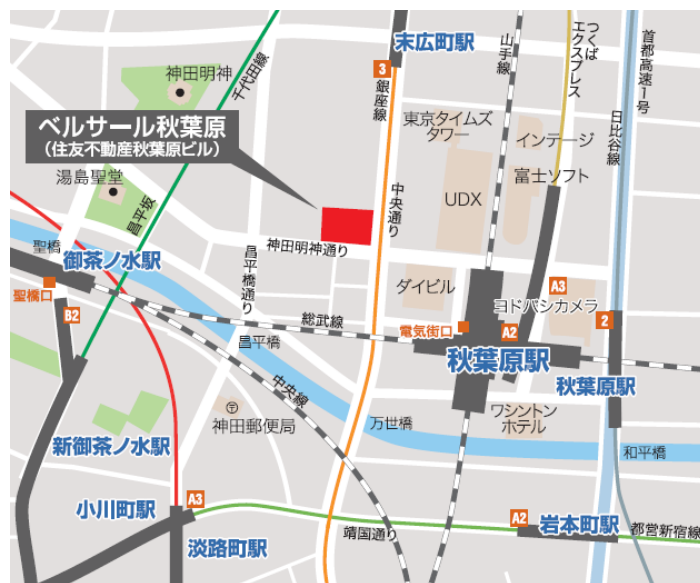 末広町駅
3
銀座線
山手線
つくば
エクスプレス
首都高速1号
日比谷線
神田明神
千代田線
ベルサール秋葉原
(住友不動産秋葉原ビル)
東京タイムズ
タワー
インテージ
富士ソフト
UDX
中央通り
湯島聖堂
昌平坂
神田明神通り
聖橋
御茶ノ水駅
昌平橋通り
聖橋口
B2
ダイビル
A3
ヨドバシカメラ
総武線
電気街口
A2
2
昌平橋
秋葉原駅
秋葉原駅
中央線
神田郵便局
万世橋
ワシントン
ホテル
和平橋
新御茶ノ水駅
小川町駅
A3
淡路町駅
靖国通り
A2
岩本町駅
都営新宿線